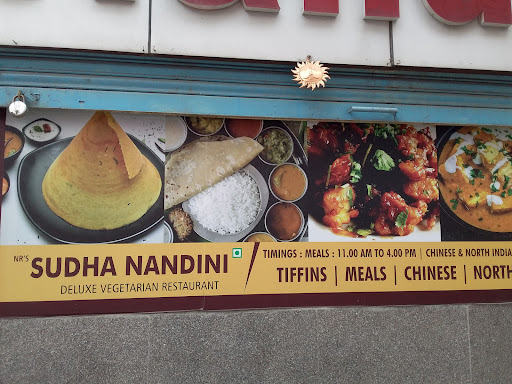 NR'S SUDHA NANDINI
DELUXE VEGETARIAN RESTAURANT
TIMINGS : MEALS : 11.00 AM TO 4.00 PM | CHINESE & NORTH INDIA
TIFFINS | MEALS | CHINESE | NORTH